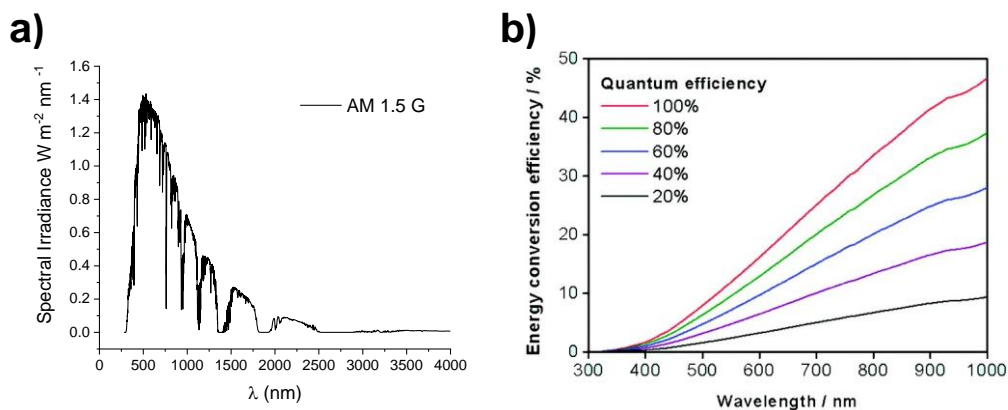 a)
1.6
1.4
1.2
1.0
0.8
0.6
0.4
0.2
0.0
Spectral Irradiance W m⁻² nm⁻¹
AM 1.5 G
0 500 1000 1500 2000 2500 3000 3500 4000
λ (nm)
b)
50
40
30
20
10
0
Energy conversion efficiency / %
Quantum efficiency
100%
80%
60%
40%
20%
300 400 500 600 700 800 900 1000
Wavelength / nm